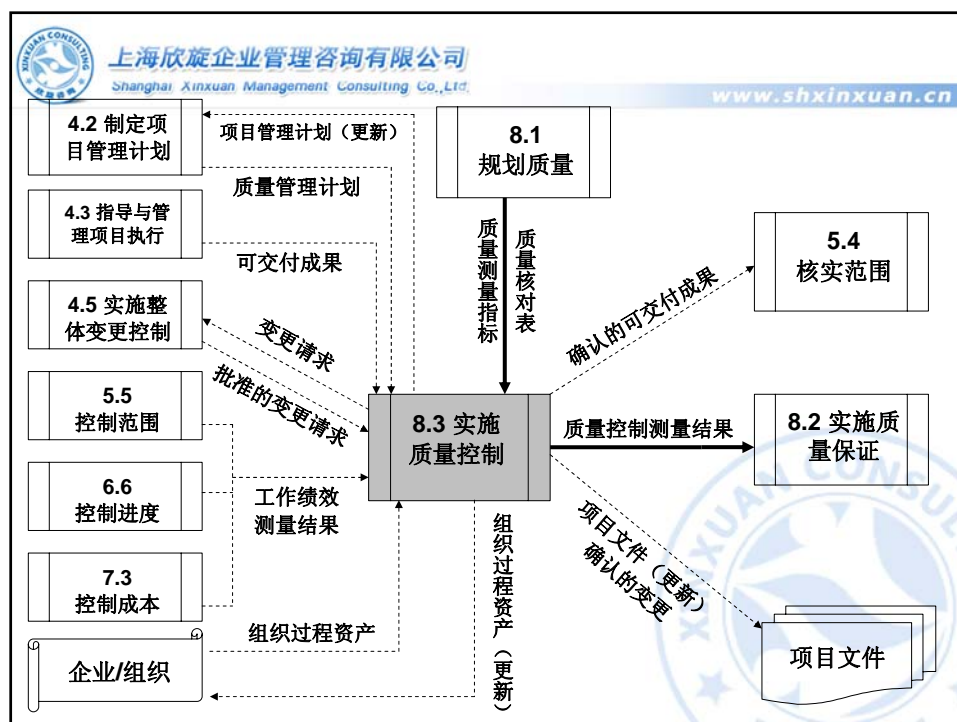 XINXUAN CONSULTING
欣旋咨询
上海欣旋企业管理咨询有限公司
Shanghai Xinxuan Management Consulting Co.,Ltd.
www.shxinxuan.cn
4.2 制定项
目管理计划
项目管理计划（更新）
质量管理计划
8.1
规划质量
4.3 指导与管
理项目执行
可交付成果
质量测量指标
质量核对表
5.4
核实范围
4.5 实施整
体变更控制
变更请求
批准的变更请求
确认的可交付成果
5.5
控制范围
8.3 实施
质量控制
质量控制测量结果
8.2 实施质
量保证
6.6
控制进度
工作绩效
测量结果
7.3
控制成本
组织过程资产
企业/组织
组织过程资产（更新）
项目文件（更新）
确认的变更
项目文件
XINXUAN CONSULTING